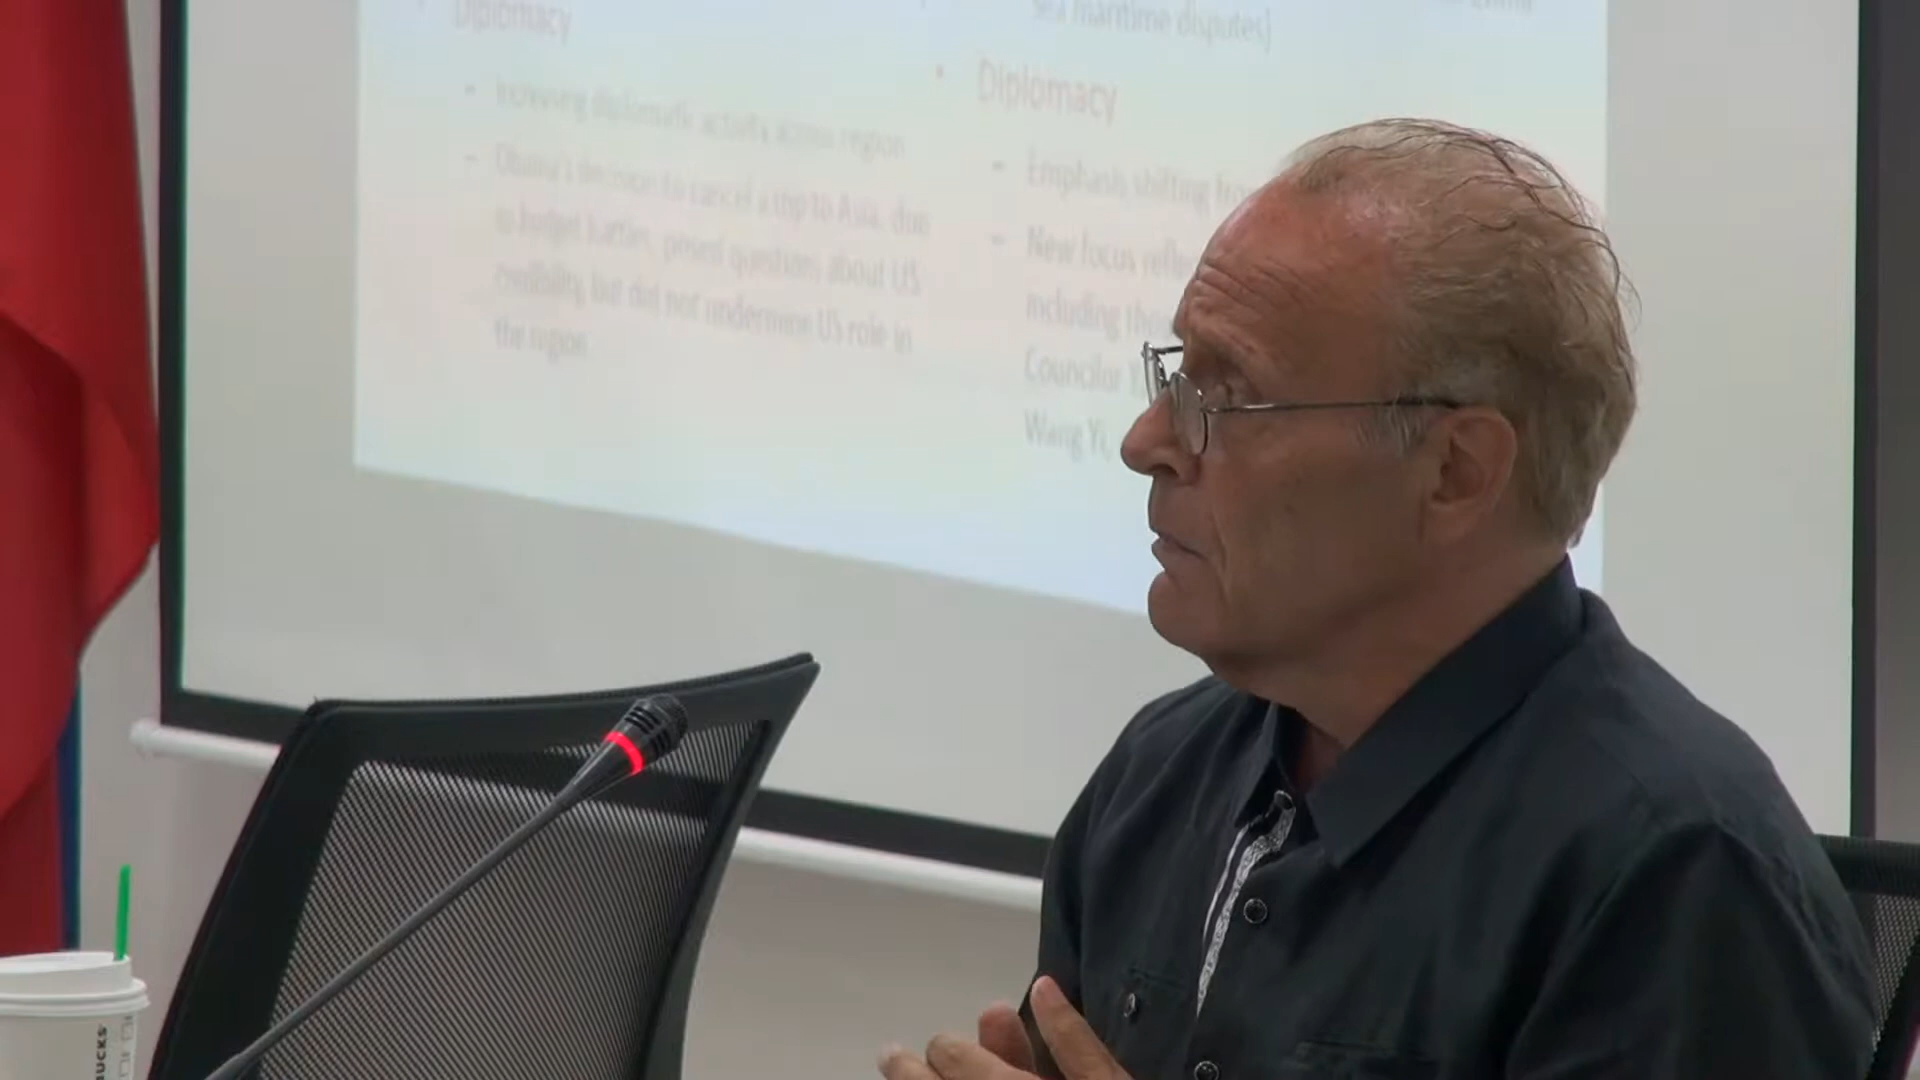 Diplomacy
Increasing diplomatic activity across region
Obama's decision to cancel a trip to Asia, due
to budget battles, posed questions about US
credibility, but did not undermine US role in
the region
Sea maritime disputes)
Diplomacy
Emphasis shifting from
New focus
including
Councilor
Wang Yi,
BUCKS